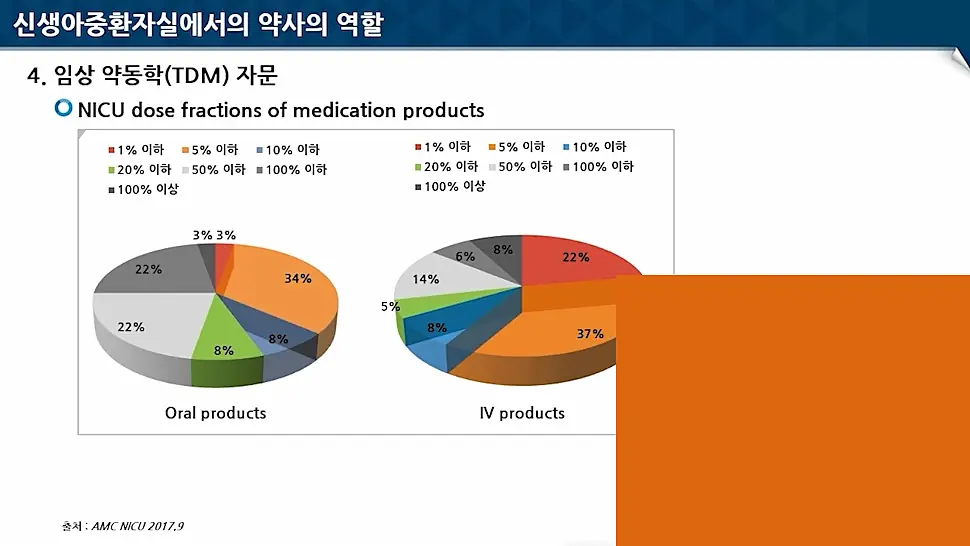 신생아중환자실에서의 약사의 역할
4. 임상 약동학(TDM) 자문
NICU dose fractions of medication products
1% 이하 5% 이하 10% 이하
20% 이하 50% 이하 100% 이하
100% 이상
3% 3%
34%
22%
22%
8%
8%
Oral products
1% 이하 5% 이하 10% 이하
20% 이하 50% 이하 100% 이하
100% 이상
8%
6%
22%
14%
5%
8%
37%
IV products
출처 : AMC NICU 2017.9